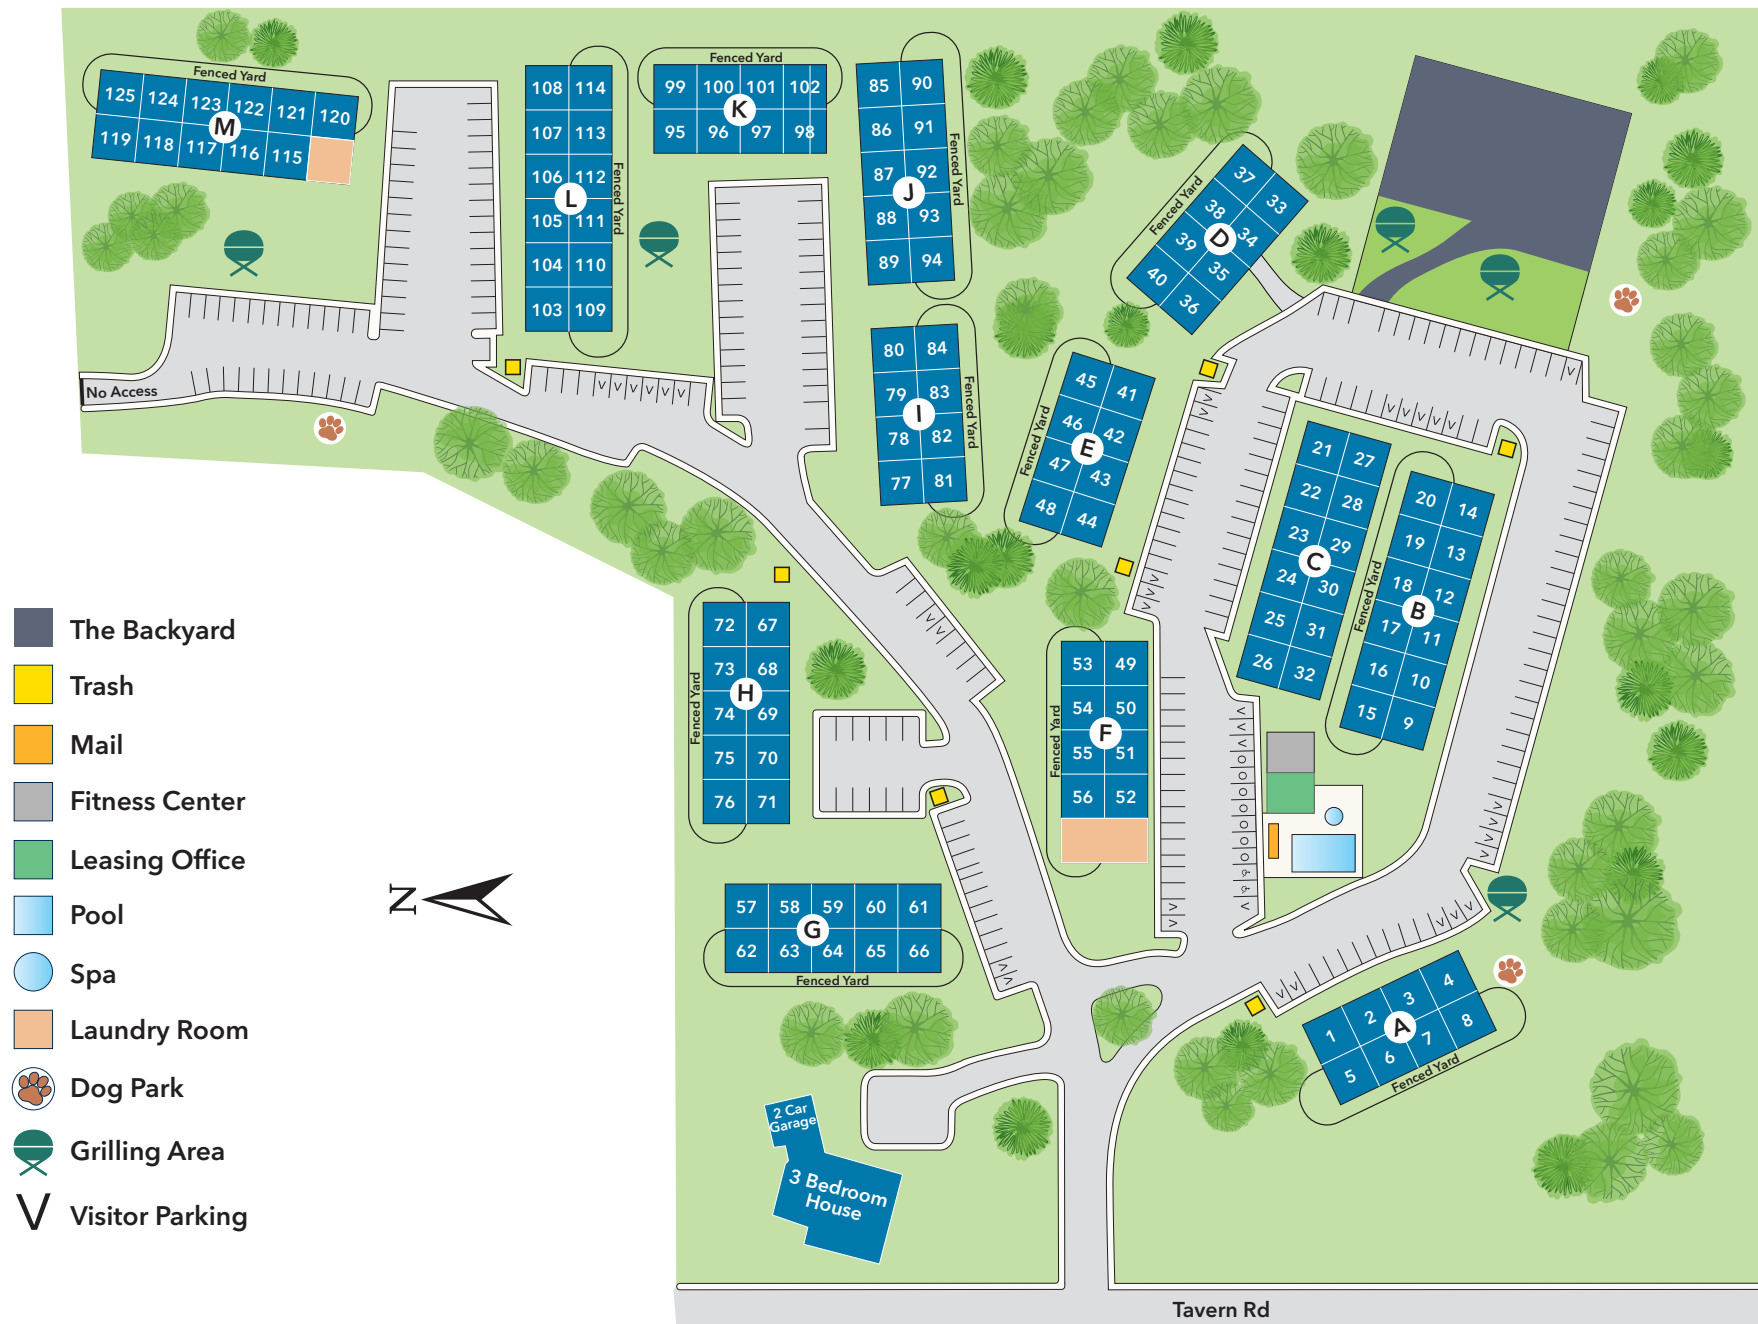 Fenced Yard
125 124 123 122 121 120
M
119 118 117 116 115
108 114
107 113
106 112
L
105 111
104 110
103 109
Fenced Yard
Fenced Yard
99 100 101 102
K
95 96 97 98
85 90
86 91
87 92
J
88 93
89 94
Fenced Yard
37 33
38 34
D
39 35
40 36
Fenced Yard
80 84
79 83
I
78 82
77 81
Fenced Yard
45 41
46 42
E
47 43
48 44
Fenced Yard
No Access
21 27
22 28
23 29
C
24 30
25 31
26 32
20 14
19 13
18 12
B
17 11
16 10
15 9
Fenced Yard
72 67
73 68
H
74 69
75 70
76 71
Fenced Yard
53 49
54 50
F
55 51
56 52
Fenced Yard
57 58 59 60 61
G
62 63 64 65 66
Fenced Yard
1 2 3 4
A
5 6 7 8
Fenced Yard
2 Car
Garage
3 Bedroom
House
Tavern Rd
N
The Backyard
Trash
Mail
Fitness Center
Leasing Office
Pool
Spa
Laundry Room
Dog Park
Grilling Area
V Visitor Parking